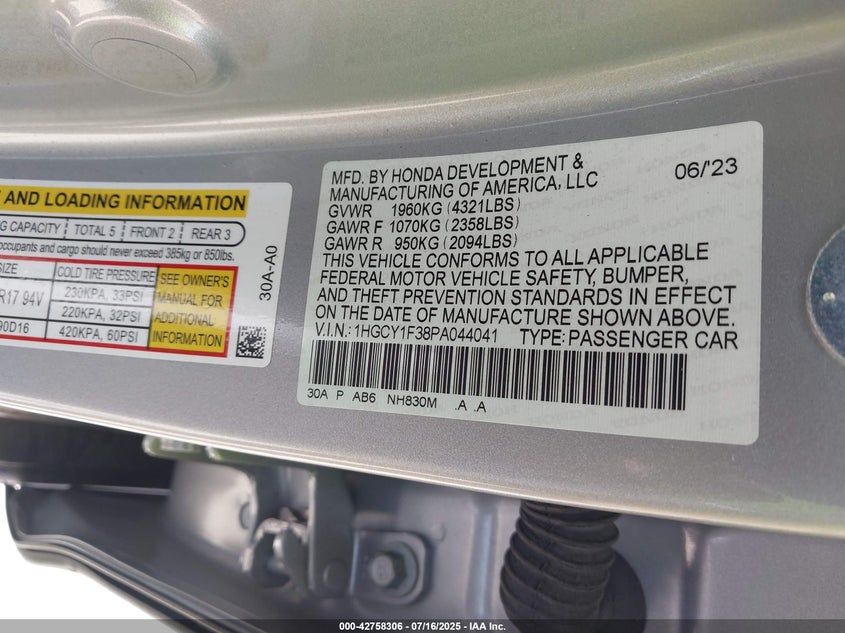 AND LOADING INFORMATION
CAPACITY TOTAL 5 FRONT 2 REAR 3
occupants and cargo should never exceed 385kg or 850lbs.
SIZE COLD TIRE PRESSURE SEE OWNER'S MANUAL FOR ADDITIONAL INFORMATION
R17 94V 230KPA, 33PSI
220KPA, 32PSI
90D16 420KPA, 60PSI
30A-A0
MFD. BY HONDA DEVELOPMENT & 06/'23
MANUFACTURING OF AMERICA, LLC
GVWR 1960KG (4321LBS)
GAWR F 1070KG (2358LBS)
GAWR R 950KG (2094LBS)
THIS VEHICLE CONFORMS TO ALL APPLICABLE
FEDERAL MOTOR VEHICLE SAFETY, BUMPER,
AND THEFT PREVENTION STANDARDS IN EFFECT
ON THE DATE OF MANUFACTURE SHOWN ABOVE.
V.I.N.: 1HGCY1F38PA044041 TYPE: PASSENGER CAR
30A P AB6 NH830M .A .A
000-42758306 - 07/16/2025 - IAA Inc.